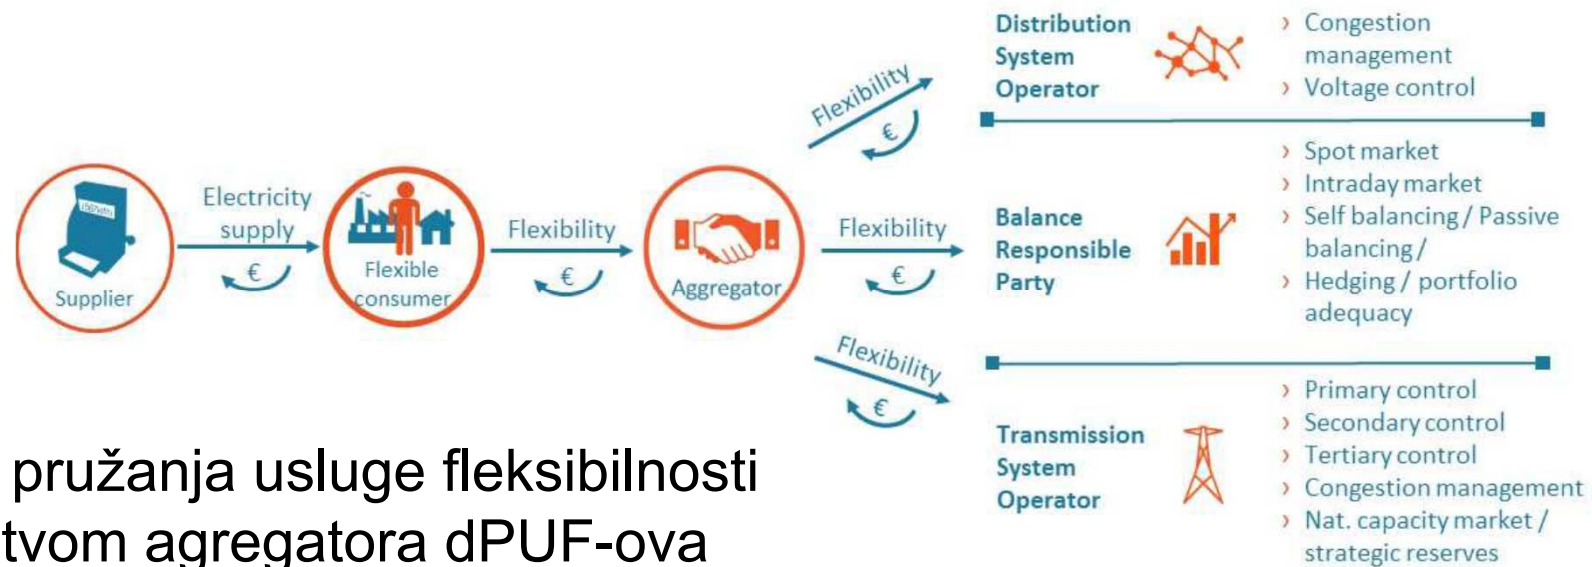 Supplier
Electricity
supply
€
Flexible
consumer
Flexibility
€
Aggregator
Flexibility
€
Flexibility
€
Flexibility
€
Distribution
System
Operator
› Congestion
management
› Voltage control
Balance
Responsible
Party
› Spot market
› Intraday market
› Self balancing / Passive
balancing /
› Hedging / portfolio
adequacy
Transmission
System
Operator
› Primary control
› Secondary control
› Tertiary control
› Congestion management
› Nat. capacity market /
strategic reserves
pružanja usluge fleksibilnosti
tvom agregatora dPUF-ova